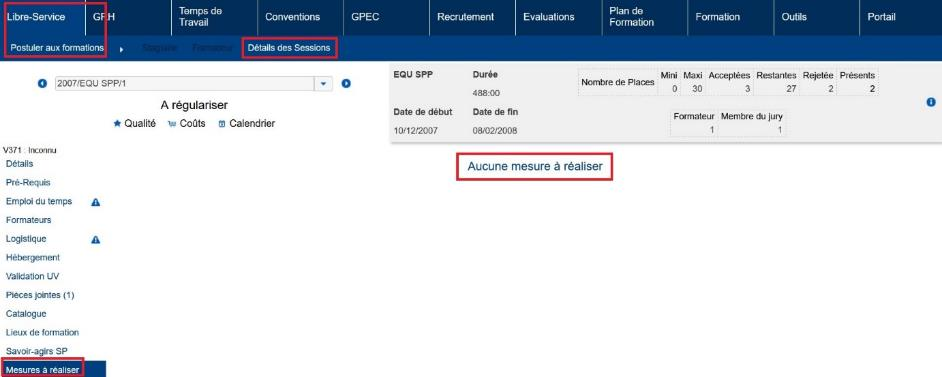 Libre-Service GRH Temps de Travail Conventions GPEC Recrutement Evaluations Plan de Formation Formation Outils Portail
Postuler aux formations Stagiaire Formateur Détails des Sessions
2007/EQU SPP/1
A régulariser
Qualité Coûts Calendrier
EQU SPP Durée
488:00
Date de début Date de fin
10/12/2007 08/02/2008
Nombre de Places Mini Maxi Acceptées Restantes Rejetée Présents
0 30 3 27 2 2
Formateur Membre du jury
1 1
V371 : Inconnu
Détails
Pré-Requis
Emploi du temps
Formateurs
Logistique
Hébergement
Validation UV
Pièces jointes (1)
Catalogue
Lieux de formation
Savoir-agirs SP
Mesures à réaliser
Aucune mesure à réaliser